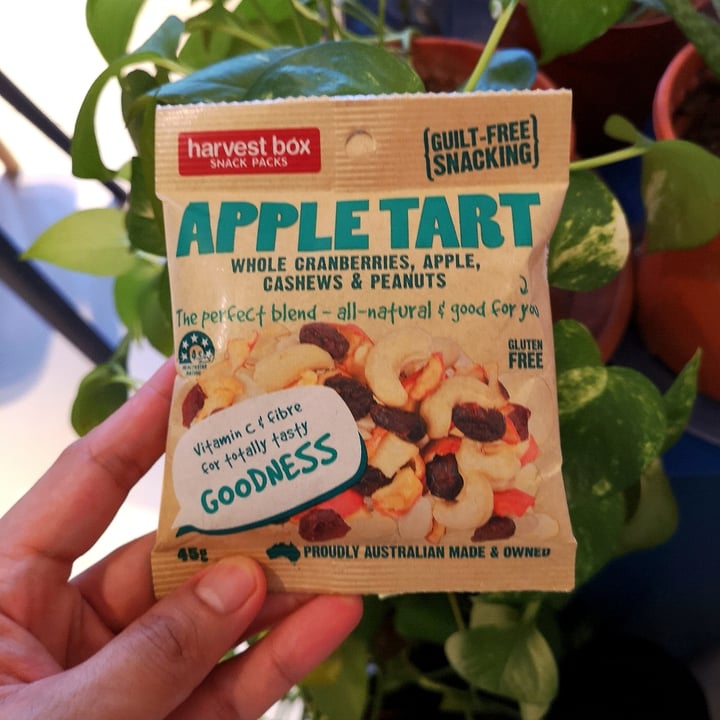 harvest box
SNACK PACKS
{GUILT-FREE
SNACKING}
APPLE TART
WHOLE CRANBERRIES, APPLE,
CASHEWS & PEANUTS
The perfect blend - all-natural & good for you
GLUTEN
FREE
Vitamin C & fibre
for totally tasty
GOODNESS
45g
PROUDLY AUSTRALIAN MADE & OWNED